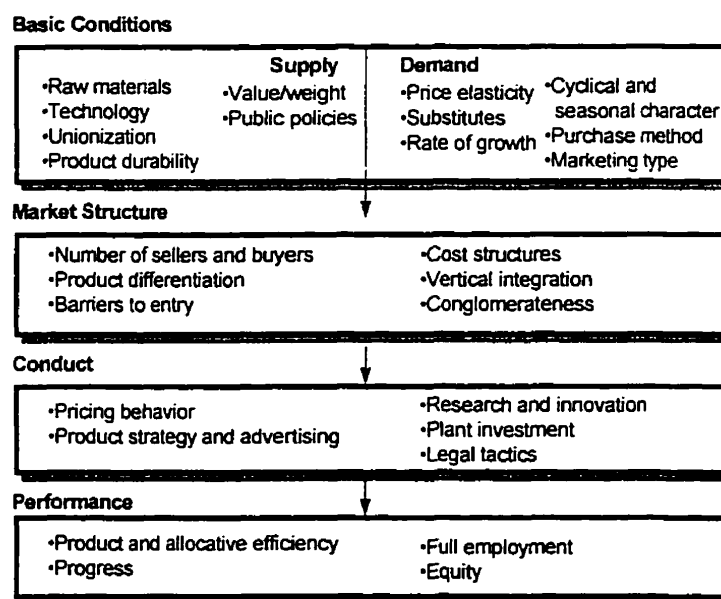 Basic Conditions
Supply
•Raw materials
•Technology
•Unionization
•Product durability
•Value/weight
•Public policies
Demand
•Price elasticity
•Substitutes
•Rate of growth
•Cyclical and
seasonal character
•Purchase method
•Marketing type
Market Structure
•Number of sellers and buyers
•Product differentiation
•Barriers to entry
•Cost structures
•Vertical integration
•Conglomerateness
Conduct
•Pricing behavior
•Product strategy and advertising
•Research and innovation
•Plant investment
•Legal tactics
Performance
•Product and allocative efficiency
•Progress
•Full employment
•Equity